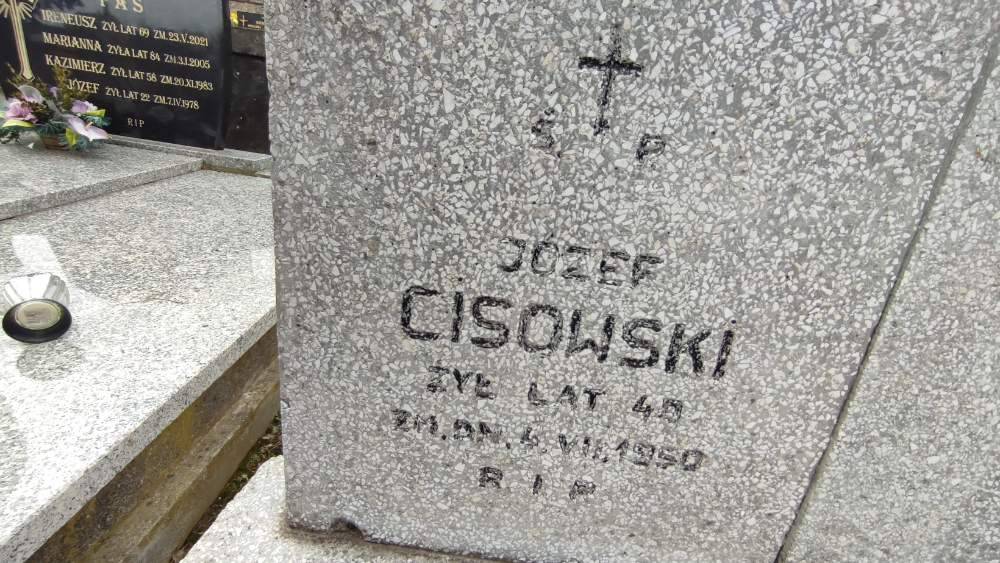 PAS
IRENEUSZ ŻYŁ LAT 69 ZM.23.V.2021
MARIANNA ŻYŁA LAT 84 ZM.3.I.2005
KAZIMIERZ ŻYŁ LAT 58 ZM.20.XI.1983
JÓZEF ŻYŁ LAT 22 ZM.7.IV.1978
RIP
Ś. P
JÓZEF
CISOWSKI
ŻYŁ LAT
ZM.DN.4.VII.1950
R I P